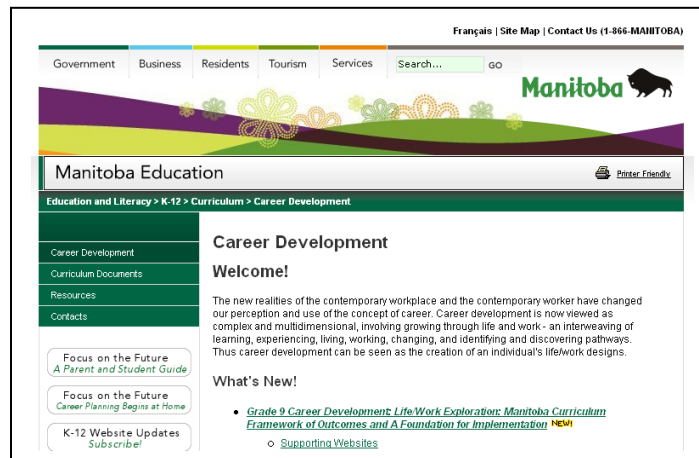 Français | Site Map | Contact Us (1-866-MANITOBA)
Government Business Residents Tourism Services Search... GO
Manitoba
Manitoba Education Printer Friendly
Education and Literacy > K-12 > Curriculum > Career Development
Career Development
Curriculum Documents
Resources
Contacts
Focus on the Future
A Parent and Student Guide
Focus on the Future
Career Planning Begins at Home
K-12 Website Updates
Subscribe!
Career Development
Welcome!
The new realities of the contemporary workplace and the contemporary worker have changed
our perception and use of the concept of career. Career development is now viewed as
complex and multidimensional, involving growing through life and work - an interweaving of
learning, experiencing, living, working, changing, and identifying and discovering pathways.
Thus career development can be seen as the creation of an individual's life/work designs.
What's New!
• Grade 9 Career Development: Life/Work Exploration: Manitoba Curriculum
Framework of Outcomes and A Foundation for Implementation NEW!
o Supporting Websites